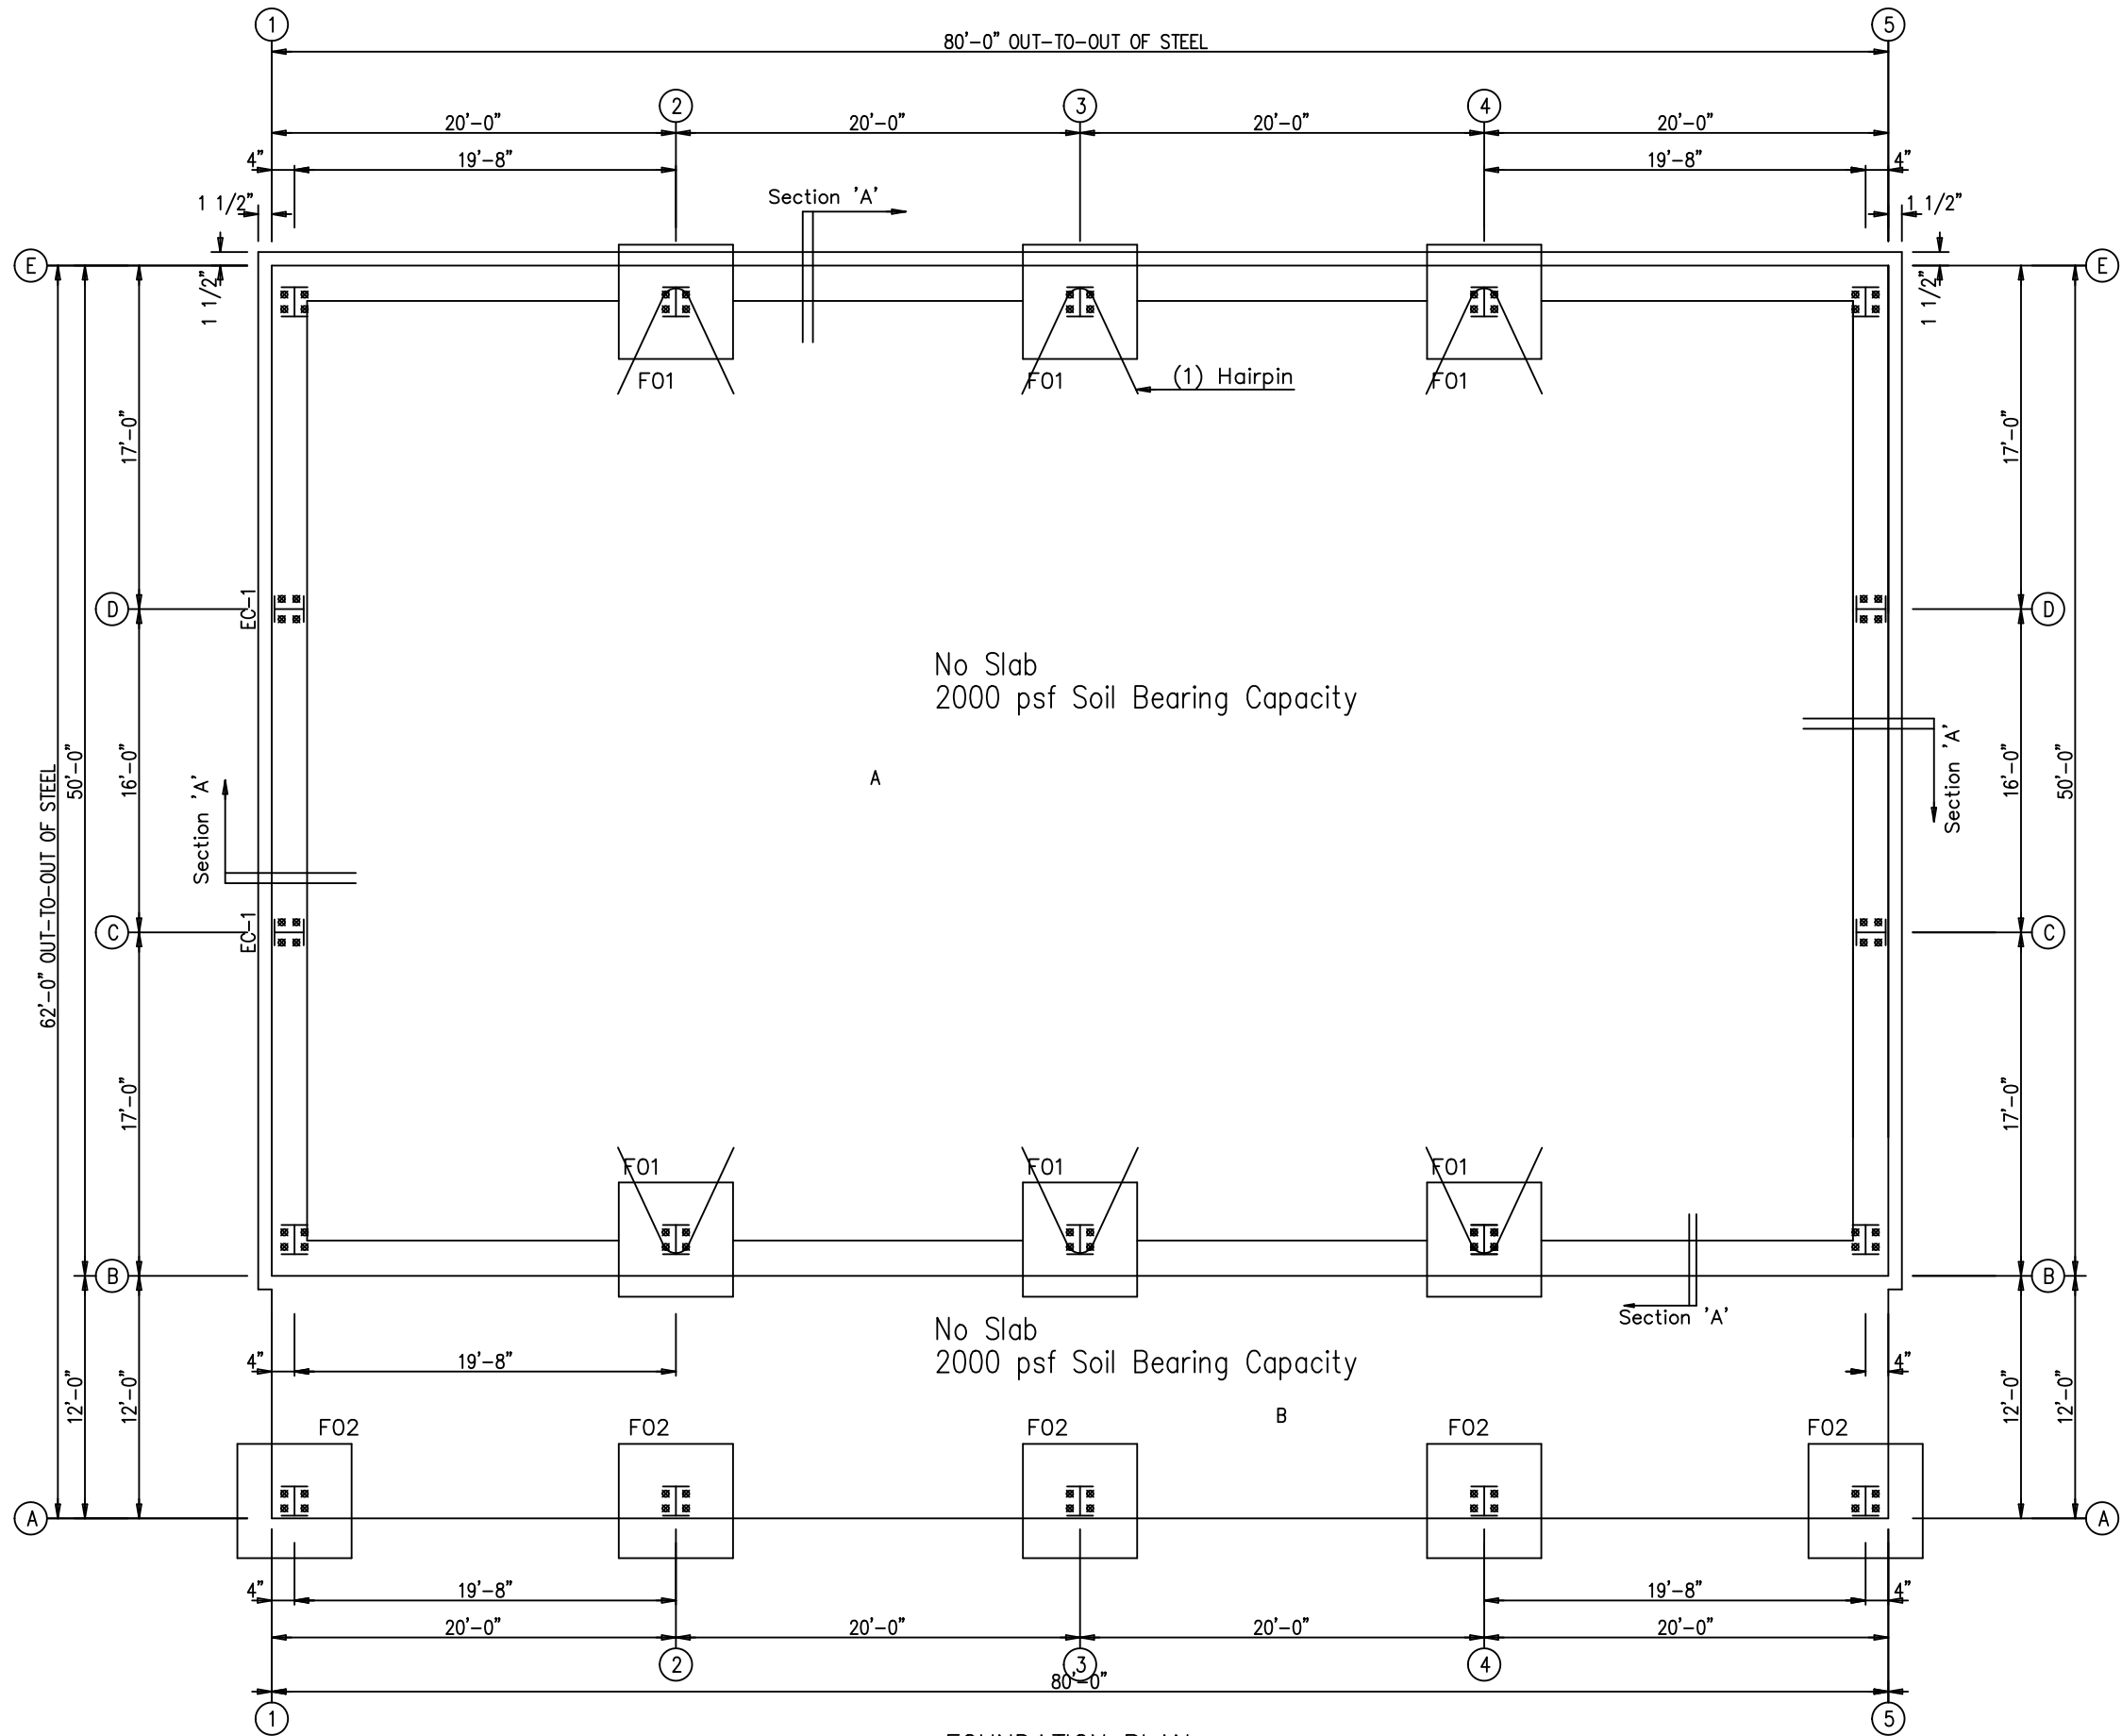 1
5
80'-0" OUT-TO-OUT OF STEEL
2
3
4
20'-0"
20'-0"
20'-0"
20'-0"
4"
19'-8"
19'-8"
4"
1 1/2"
Section 'A'
1 1/2"
E
E
1 1/2"
1 1/2"
F01
F01
(1) Hairpin
F01
17'-0"
17'-0"
D
EC-1
D
No Slab
2000 psf Soil Bearing Capacity
62'-0" OUT-TO-OUT OF STEEL
50'-0"
16'-0"
Section 'A'
A
Section 'A'
16'-0"
50'-0"
C
EC-1
C
17'-0"
17'-0"
F01
F01
F01
B
B
Section 'A'
No Slab
2000 psf Soil Bearing Capacity
4"
19'-8"
4"
12'-0"
12'-0"
12'-0"
12'-0"
B
F02
F02
F02
F02
F02
A
A
4"
19'-8"
19'-8"
4"
20'-0"
20'-0"
20'-0"
20'-0"
2
3
4
80'-0"
1
5
FOUNDATION PLAN